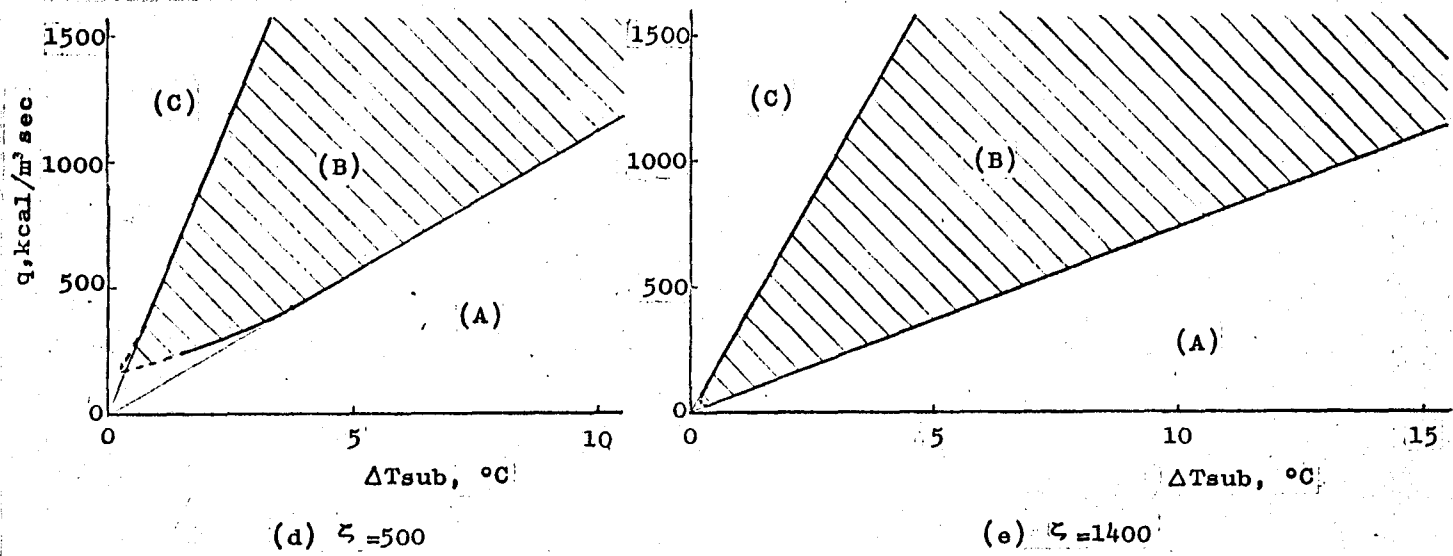 1500
1000
500
0
q,kcal/m³sec
(C)
(B)
(A)
0
5
10
ΔTsub, °C
(d) ζ=500
1500
1000
500
0
(C)
(B)
(A)
0
5
10
15
ΔTsub, °C
(e) ζ=1400